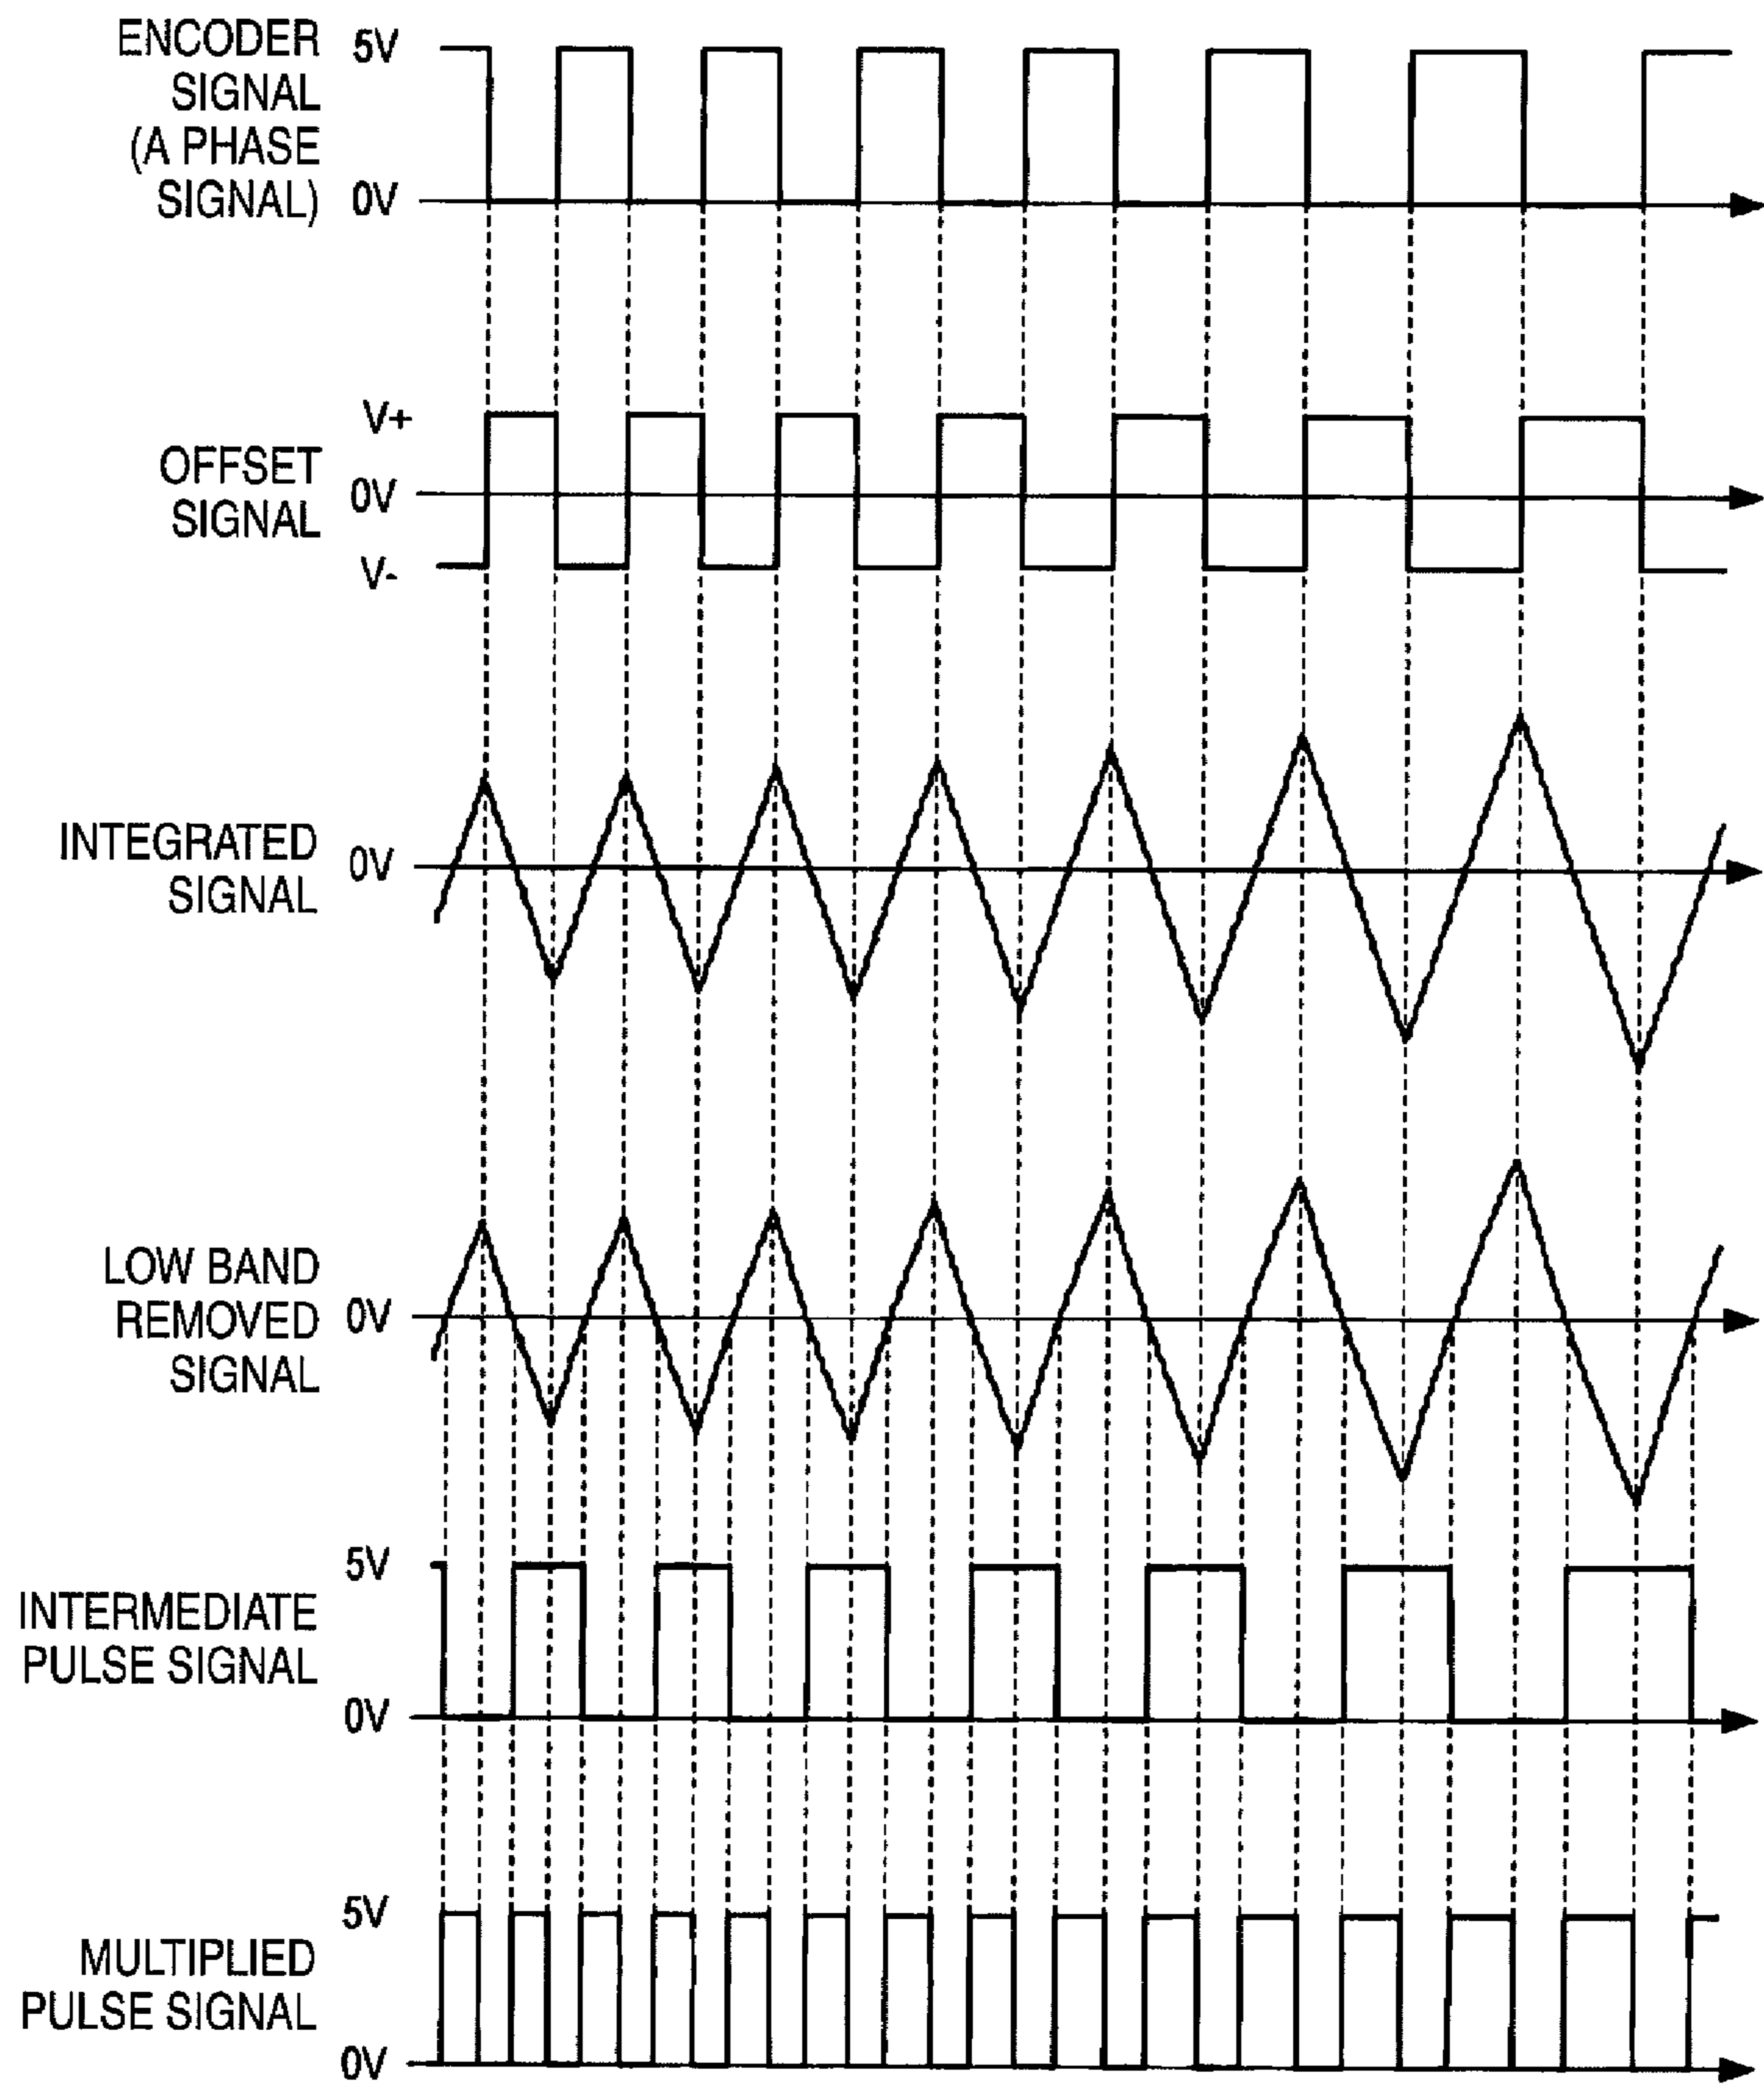 ENCODER
SIGNAL
(A PHASE
SIGNAL)
5V
0V
OFFSET
SIGNAL
V+
0V
V-
INTEGRATED
SIGNAL
0V
LOW BAND
REMOVED
SIGNAL
0V
INTERMEDIATE
PULSE SIGNAL
5V
0V
MULTIPLIED
PULSE SIGNAL
5V
0V